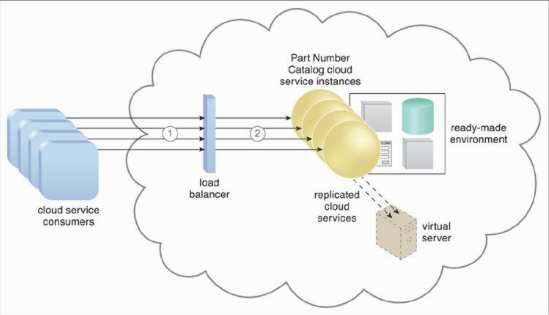 Part Number
Catalog cloud
service instances
1
2
ready-made
environment
load
balancer
replicated
cloud
services
cloud service
consumers
virtual
server